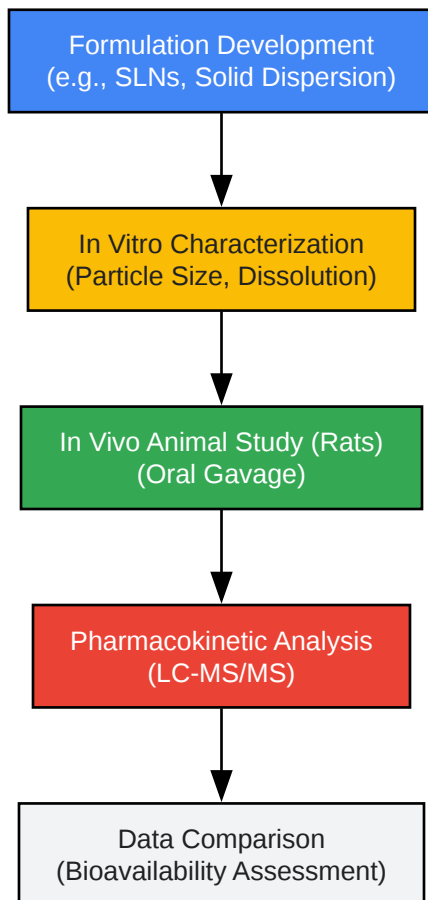 Formulation Development
(e.g., SLNs, Solid Dispersion)
In Vitro Characterization
(Particle Size, Dissolution)
In Vivo Animal Study (Rats)
(Oral Gavage)
Pharmacokinetic Analysis
(LC-MS/MS)
Data Comparison
(Bioavailability Assessment)